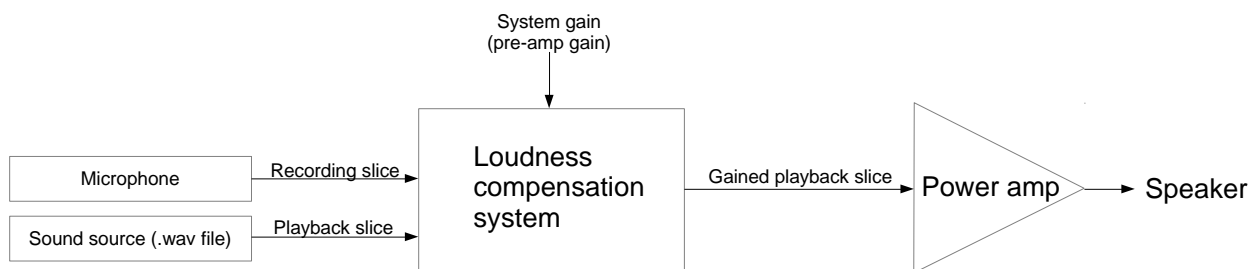 System gain
(pre-amp gain)
Microphone
Recording slice
Loudness
compensation
system
Gained playback slice
Power amp
Speaker
Sound source (.wav file)
Playback slice